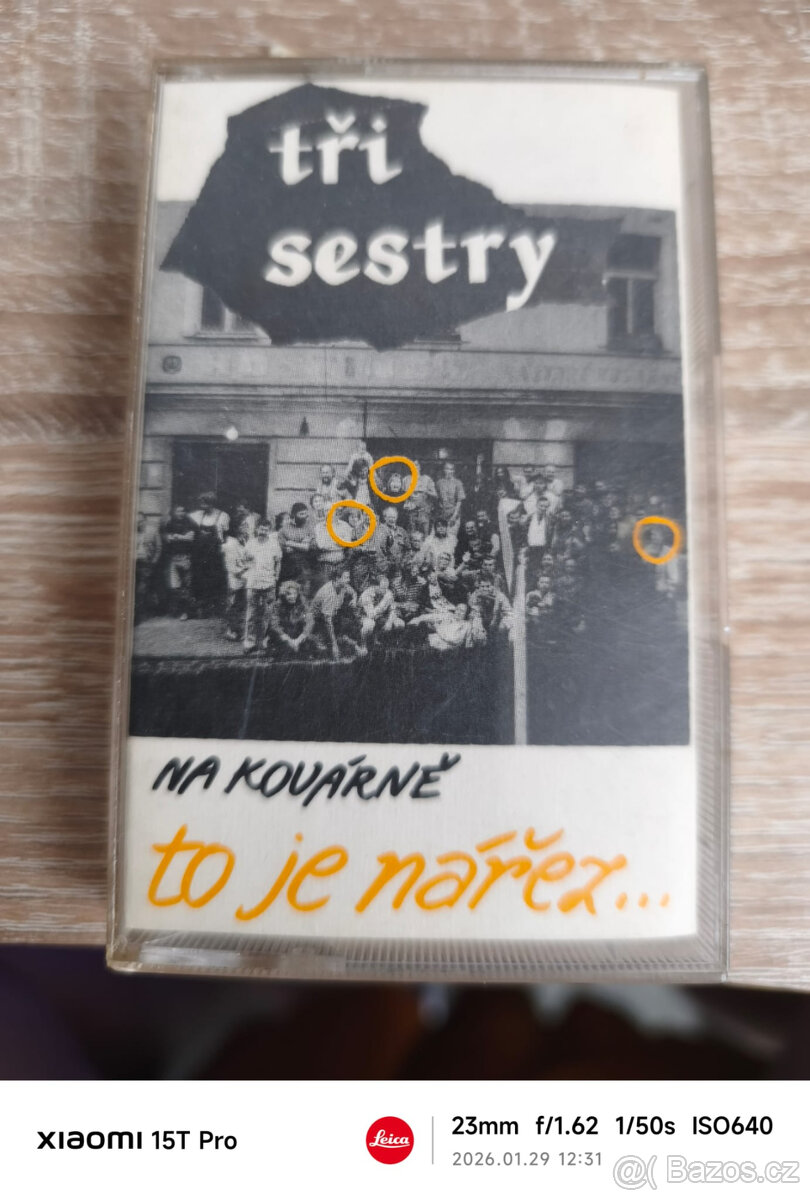 tři
sestry
NA KOVÁRNĚ
to je nářez...
xiaomi 15T Pro
Leica
23mm f/1.62 1/50s ISO640
2026.01.29 12:31
@( Bazos.cz